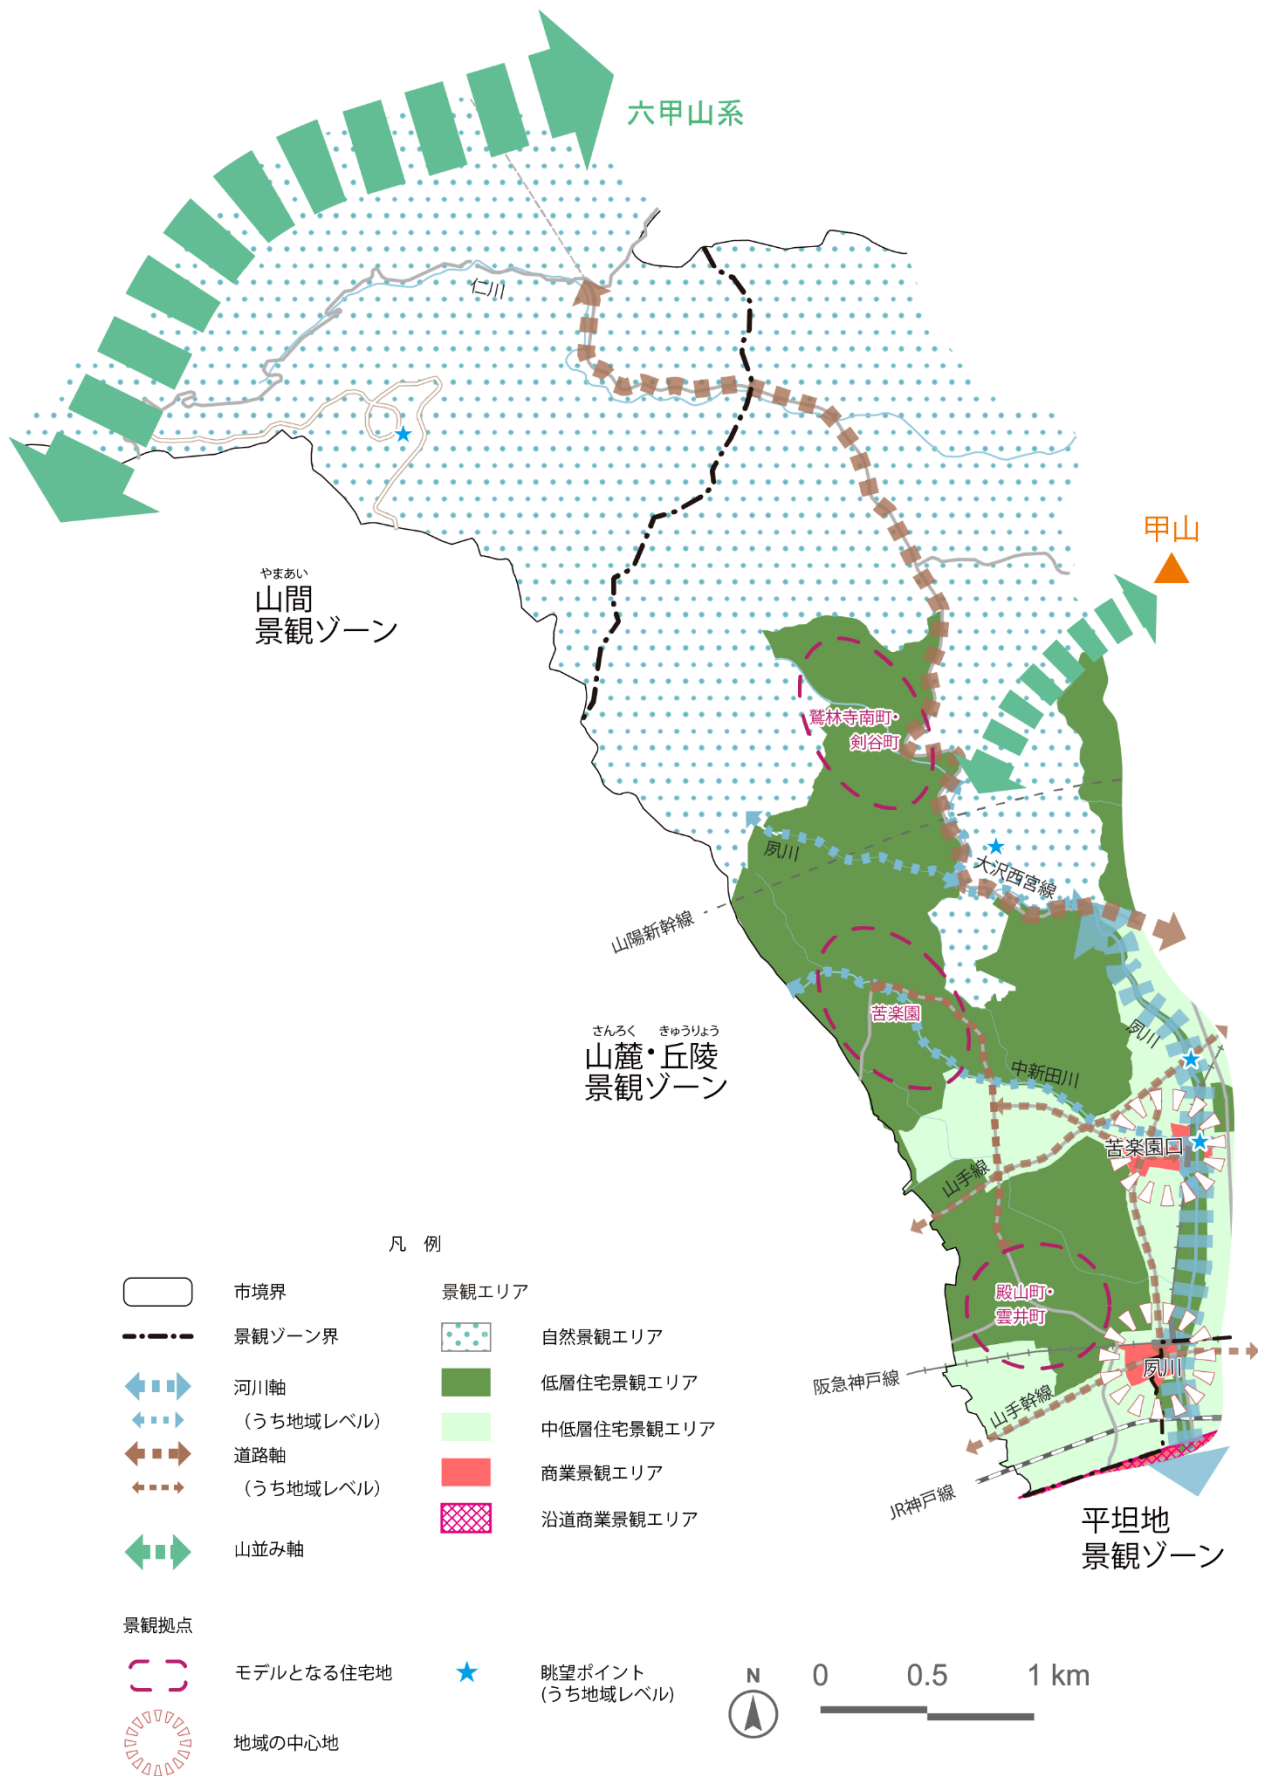 六甲山系
仁川
甲山
やまあい
山間
景観ゾーン
鷲林寺南町・
剣谷町
夙川
大沢西宮線
山陽新幹線
苦楽園
夙川
さんろく きゅうりょう
山麓・丘陵
景観ゾーン
中新田川
苦楽園口
山手線
殿山町・
雲井町
夙川
阪急神戸線
山手幹線
JR神戸線
平坦地
景観ゾーン
凡 例
市境界
景観ゾーン界
河川軸
（うち地域レベル）
道路軸
（うち地域レベル）
山並み軸
景観エリア
自然景観エリア
低層住宅景観エリア
中低層住宅景観エリア
商業景観エリア
沿道商業景観エリア
景観拠点
モデルとなる住宅地
地域の中心地
眺望ポイント
(うち地域レベル)
N
0 0.5 1 km